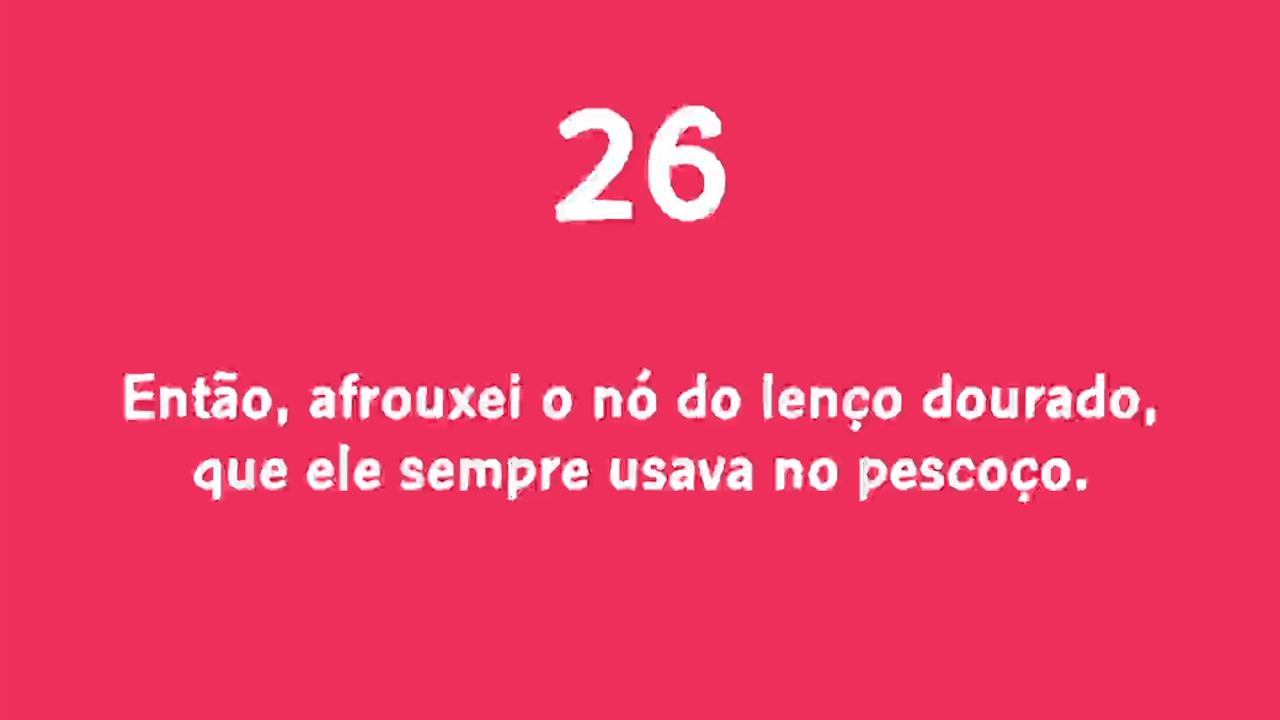 26
Então, afrouxei o nó do lenço dourado,
que ele sempre usava no pescoço.